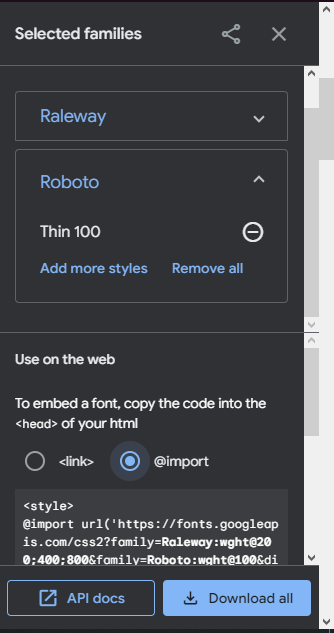 Selected families
Raleway
Roboto
Thin 100
Add more styles Remove all
Use on the web
To embed a font, copy the code into the
<head> of your html
<link> @import
<style>
@import url('https://fonts.googleap
is.com/css2?family=Raleway:wght@20
0;400;800&family=Roboto:wght@100&di
API docs Download all